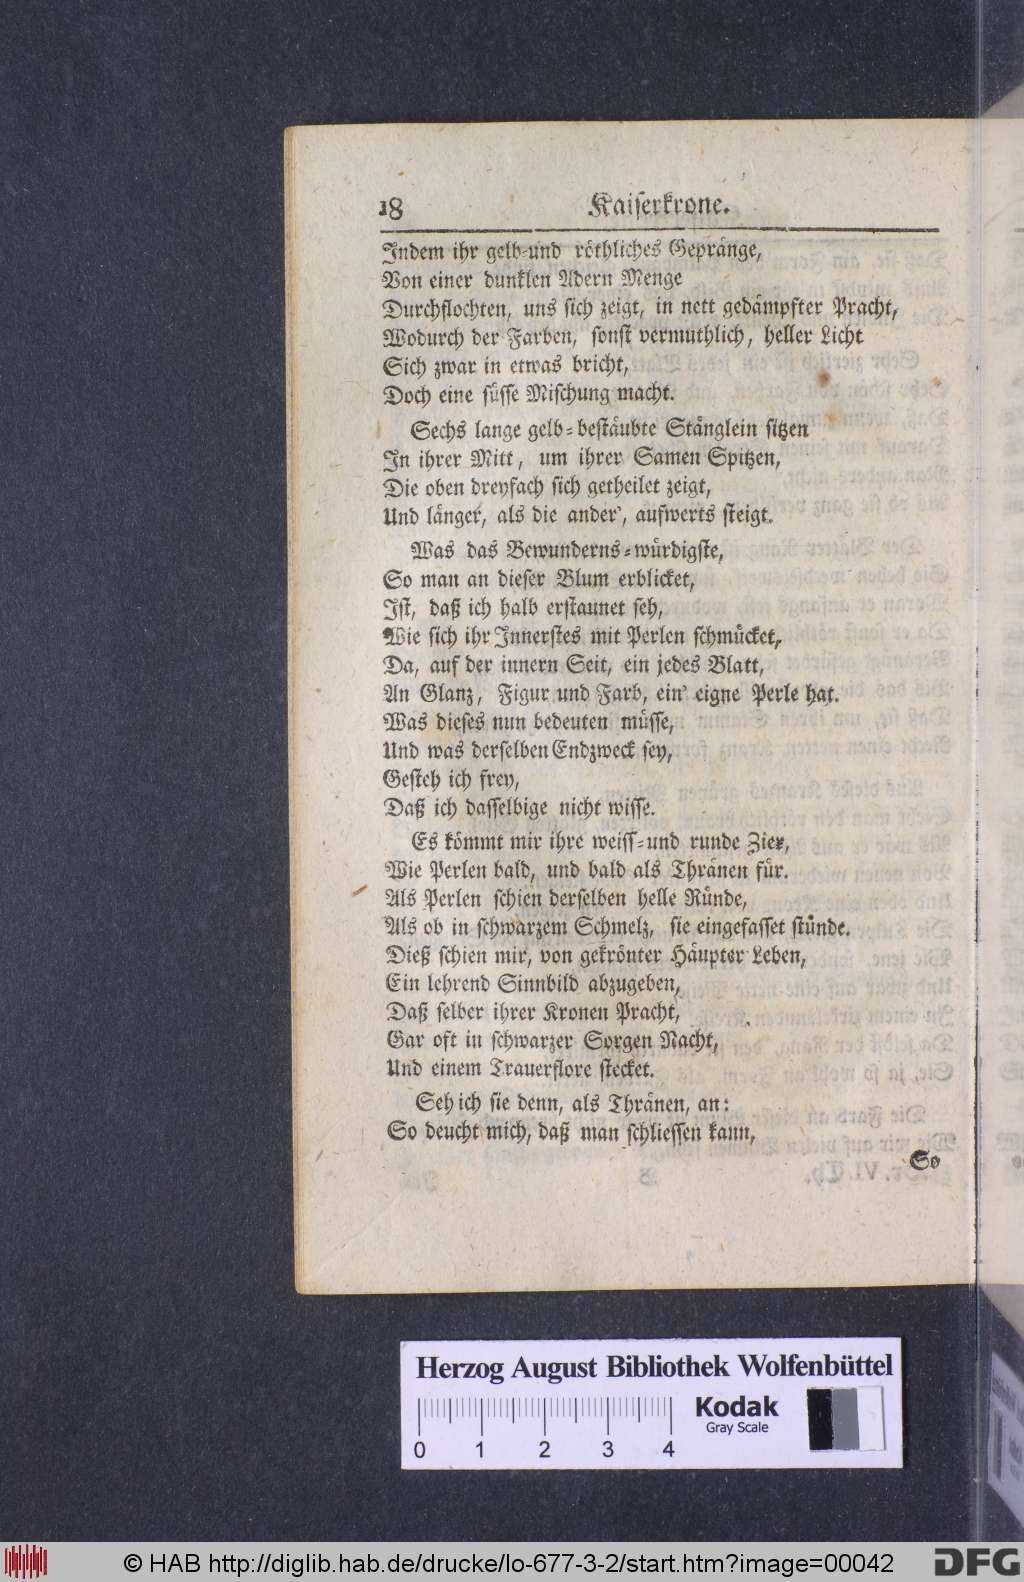 18 Kaiserkrone.
Indem ihr gelb-und röthliches Gepränge,
Von einer dunklen Adern Menge
Durchflochten, uns sich zeigt, in nett gedämpfter Pracht,
Wodurch der Farben, sonst vermuthlich, heller Licht
Sich zwar in etwas bricht,
Doch eine süsse Mischung macht.
Sechs lange gelb-bestäubte Stänglein sitzen
In ihrer Mitt, um ihrer Samen Spitzen,
Die oben dreyfach sich getheilet zeigt,
Und länger, als die ander', aufwerts steigt.
Was das Bewunderns-würdigste,
So man an dieser Blum erblicket,
Ist, daß ich halb erstaunet seh,
Wie sich ihr Innerstes mit Perlen schmücket,
Da, auf der innern Seit, ein jedes Blatt,
An Glanz, Figur und Farb, ein' eigne Perle hat.
Was dieses nun bedeuten müsse,
Und was derselben Endzweck sey,
Gesteh ich frey,
Daß ich dasselbige nicht wisse.
Es kömmt mir ihre weiss-und runde Zier,
Wie Perlen bald, und bald als Thränen für.
Als Perlen schien derselben helle Ründe,
Als ob in schwarzem Schmelz, sie eingefasset stünde.
Dieß schien mir, von gekrönter Häupter Leben,
Ein lehrend Sinnbild abzugeben,
Daß selber ihrer Kronen Pracht,
Gar oft in schwarzer Sorgen Nacht,
Und einem Trauerflore stecket.
Seh ich sie denn, als Thränen, an:
So deucht mich, daß man schliessen kann,
So
Herzog August Bibliothek Wolfenbüttel
Kodak
Gray Scale
0 1 2 3 4
© HAB http://diglib.hab.de/drucke/lo-677-3-2/start.htm?image=00042
DFG